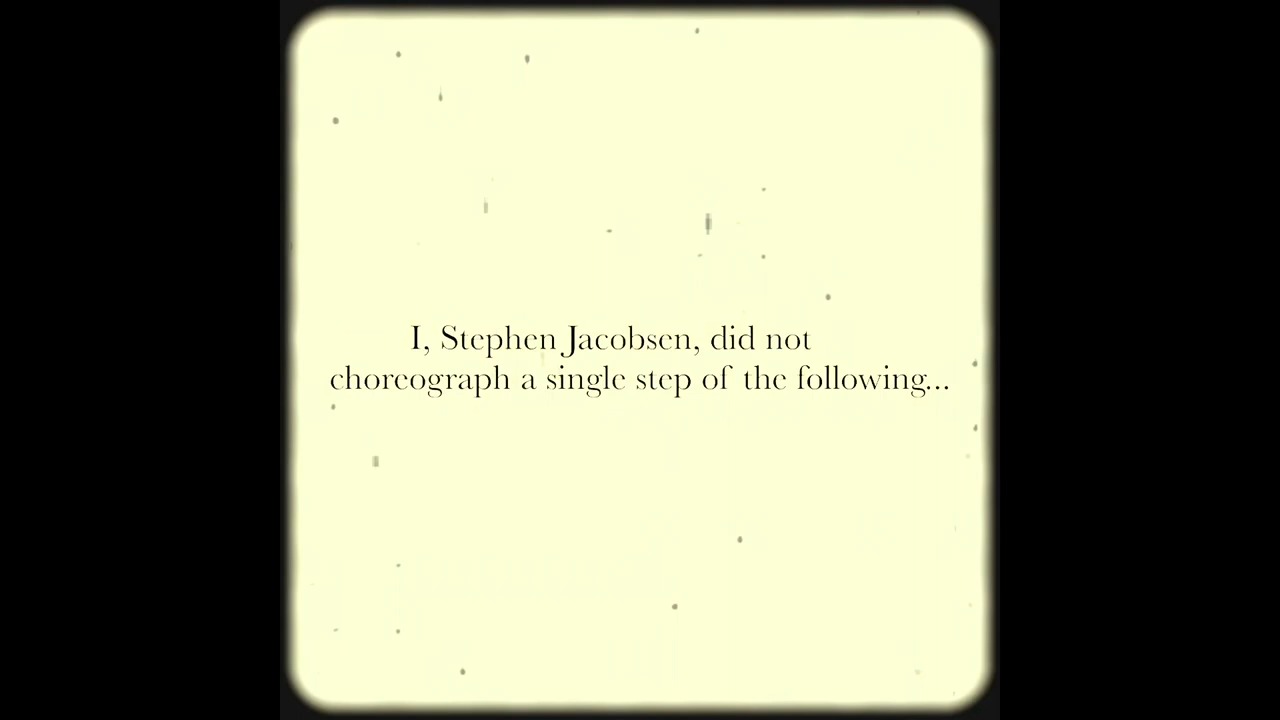 I, Stephen Jacobsen, did not
choreograph a single step of the following...